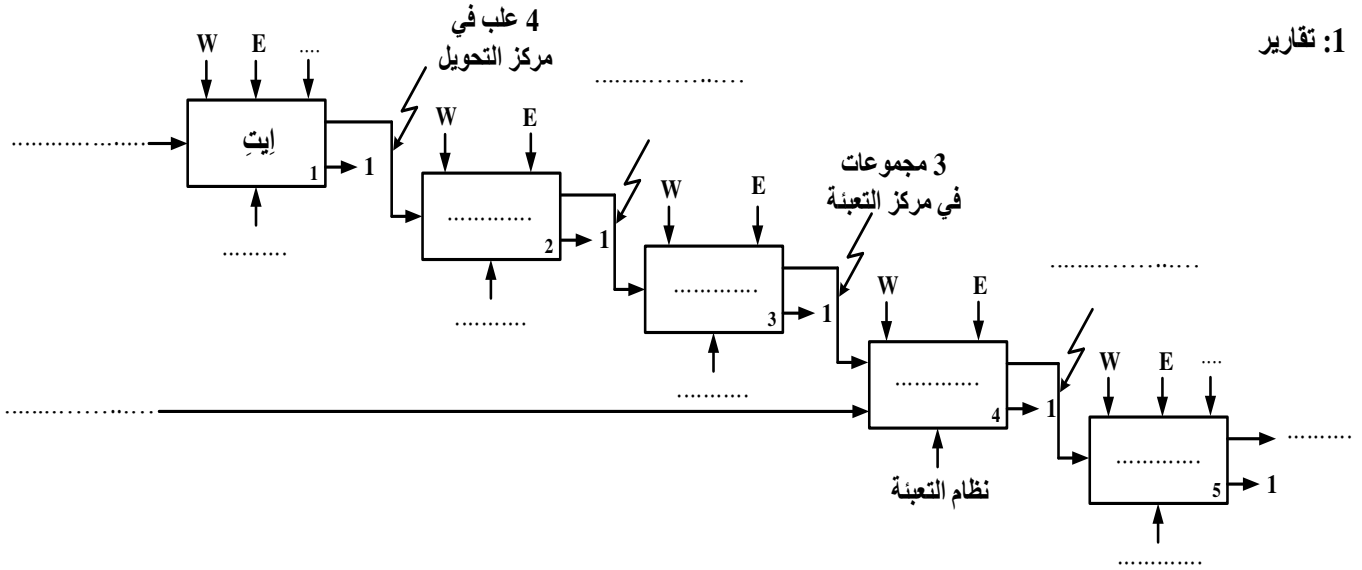 1: تقارير
4 علب في
مركز التحويل
W E ....
......................
إيتِ
1
1
..........
......................
W E
.............
2
1
...........
3 مجموعات
في مركز التعبئة
W E
.............
3
1
...........
......................
W E
.............
4
1
......................
نظام التعبئة
W E ....
.............
5
1
..........
.............